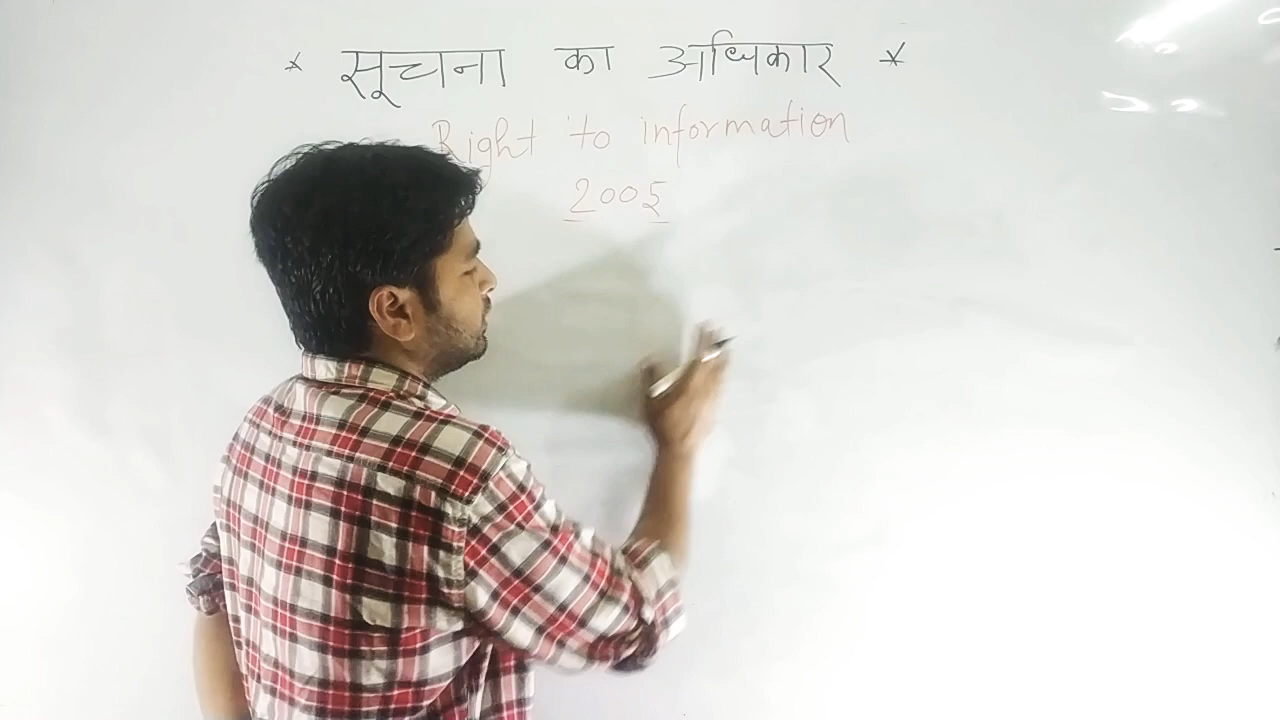 * सूचना का अधिकार *
Right to information
2005